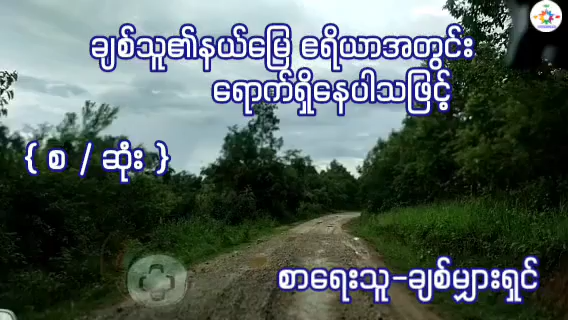 ချစ်သူ၏နယ်မြေ ဧရိယာအတွင်း
ရောက်ရှိနေပါသဖြင့်
{ စ / ဆုံး }
စာရေးသူ-ချစ်မျှားရှင်